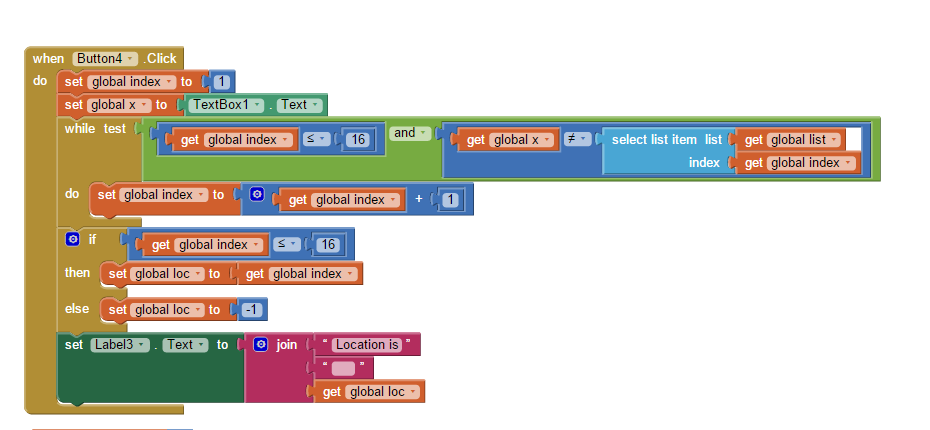 when Button4 .Click
do set global index to 1
set global x to TextBox1 . Text
while test get global index ≤ 16 and get global x ≠ select list item list get global list
index get global index
do set global index to get global index + 1
if get global index ≤ 16
then set global loc to get global index
else set global loc to -1
set Label3 . Text to join " Location is "
" "
get global loc